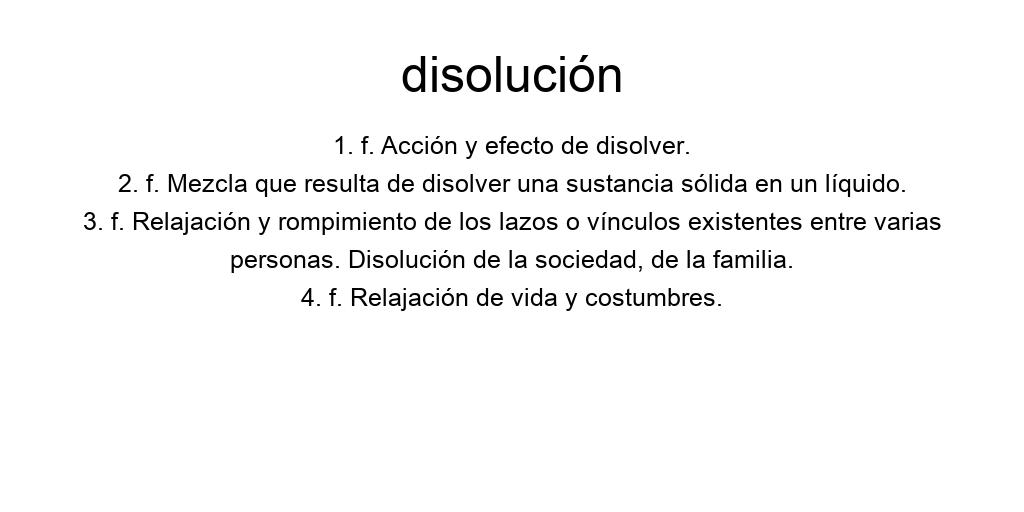 disolución
1. f. Acción y efecto de disolver.
2. f. Mezcla que resulta de disolver una sustancia sólida en un líquido.
3. f. Relajación y rompimiento de los lazos o vínculos existentes entre varias
personas. Disolución de la sociedad, de la familia.
4. f. Relajación de vida y costumbres.